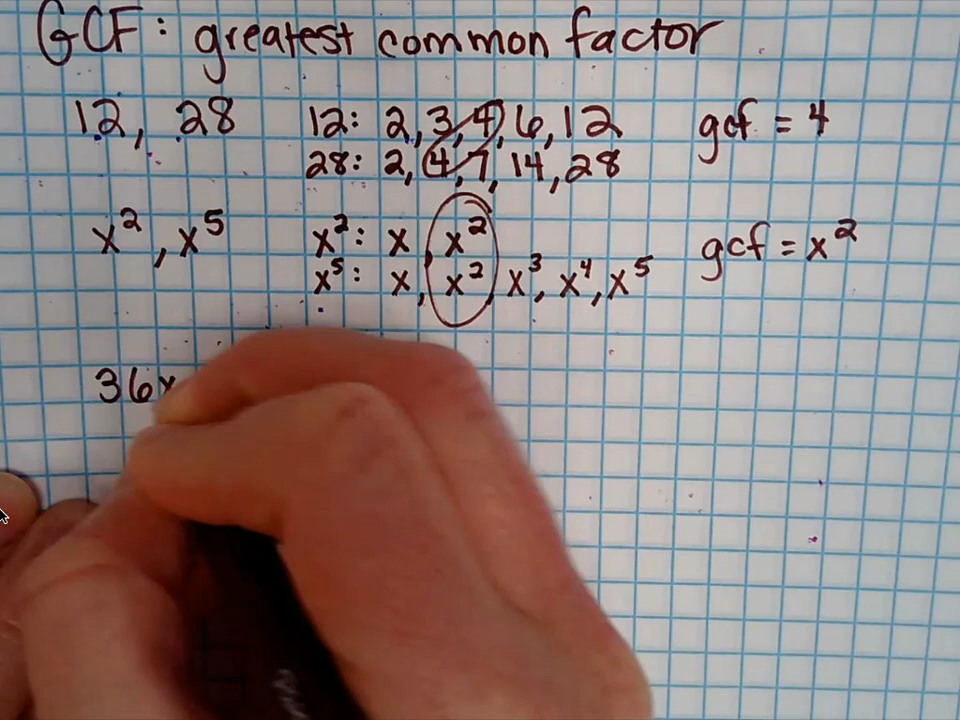 GCF: greatest common factor
12, 28 12: 2, 3, 4, 6, 12 gcf = 4
28: 2, 4, 7, 14, 28
x², x⁵ x²: x, x² gcf = x²
x⁵: x, x², x³, x⁴, x⁵
36x